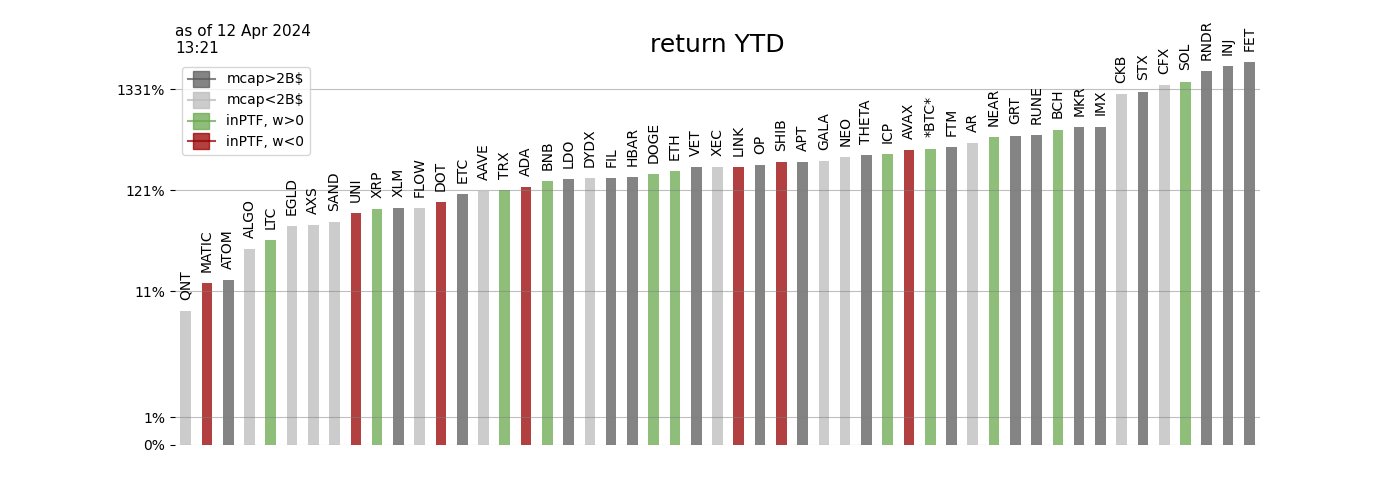 as of 12 Apr 2024
13:21
return YTD
mcap>2B$
mcap<2B$
inPTF, w>0
inPTF, w<0
1331%
121%
11%
1%
0%
QNT
MATIC
ATOM
ALGO
LTC
EGLD
AXS
SAND
UNI
XRP
XLM
FLOW
DOT
ETC
AAVE
TRX
ADA
BNB
LDO
DYDX
FIL
HBAR
DOGE
ETH
VET
XEC
LINK
OP
SHIB
APT
GALA
NEO
THETA
ICP
AVAX
*BTC*
FTM
AR
NEAR
GRT
RUNE
BCH
MKR
IMX
CKB
STX
CFX
SOL
RNDR
INJ
FET